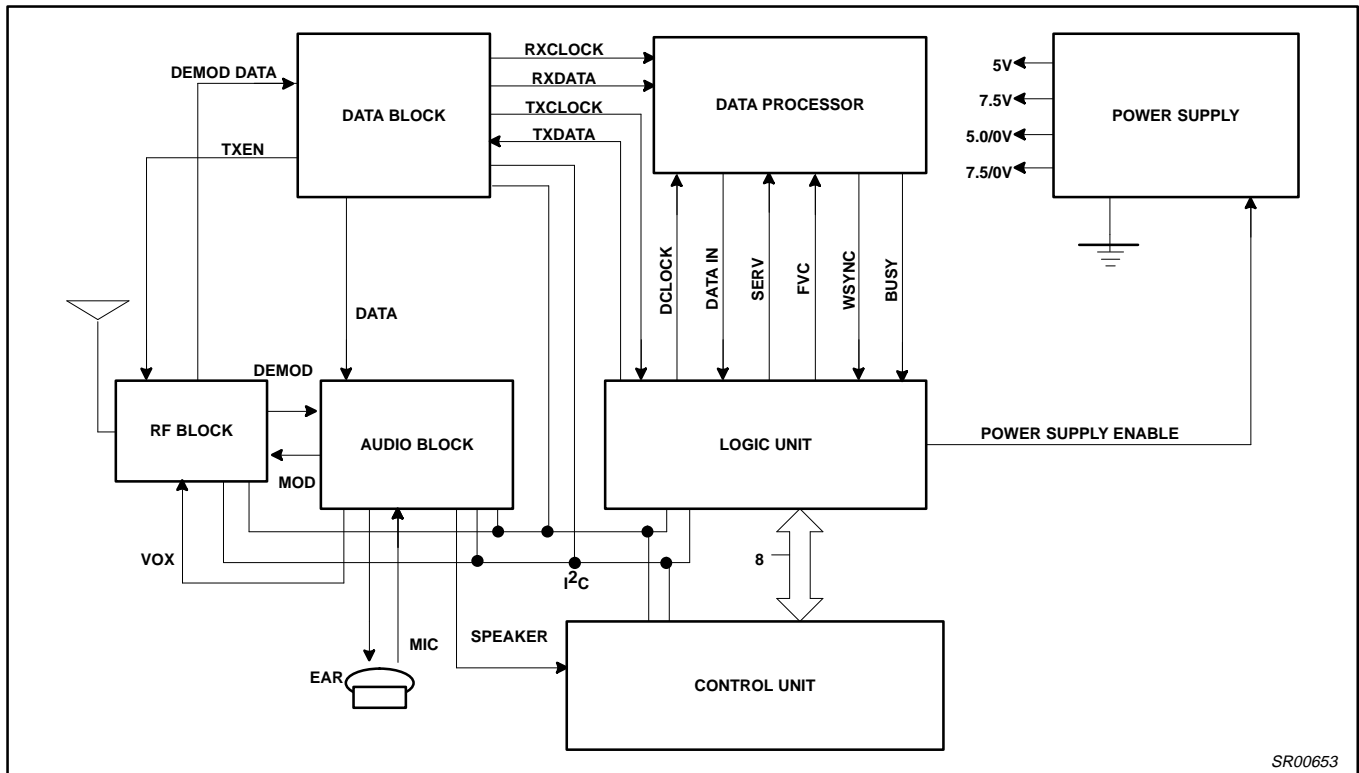 DEMOD DATA
TXEN
DATA BLOCK
RXCLOCK
RXDATA
TXCLOCK
TXDATA
DATA PROCESSOR
5V
7.5V
5.0/0V
7.5/0V
POWER SUPPLY
DATA
DCLOCK
DATA IN
SERV
FVC
WSYNC
BUSY
DEMOD
RF BLOCK
MOD
AUDIO BLOCK
LOGIC UNIT
POWER SUPPLY ENABLE
VOX
I²C
8
EAR
MIC
SPEAKER
CONTROL UNIT
SR00653